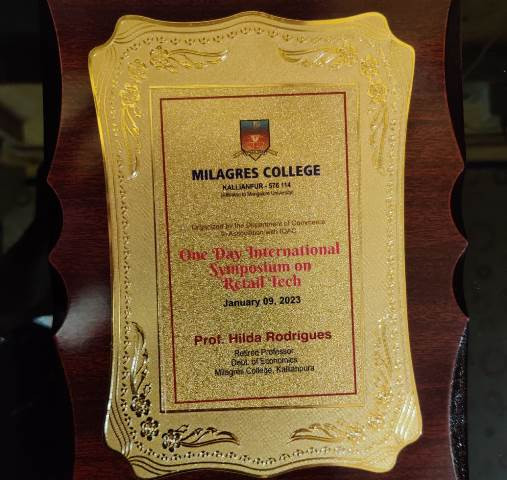 MILAGRES COLLEGE
KALLIANPUR - 576 114
(Affiliated to Mangalore University)
Organized by the Department of Commerce
In Association with IQAC
One Day International
Symposium on
Retail Tech
January 09, 2023
Prof. Hilda Rodrigues
Retired Professor
Dept. of Economics
Milagres College, Kallianpura